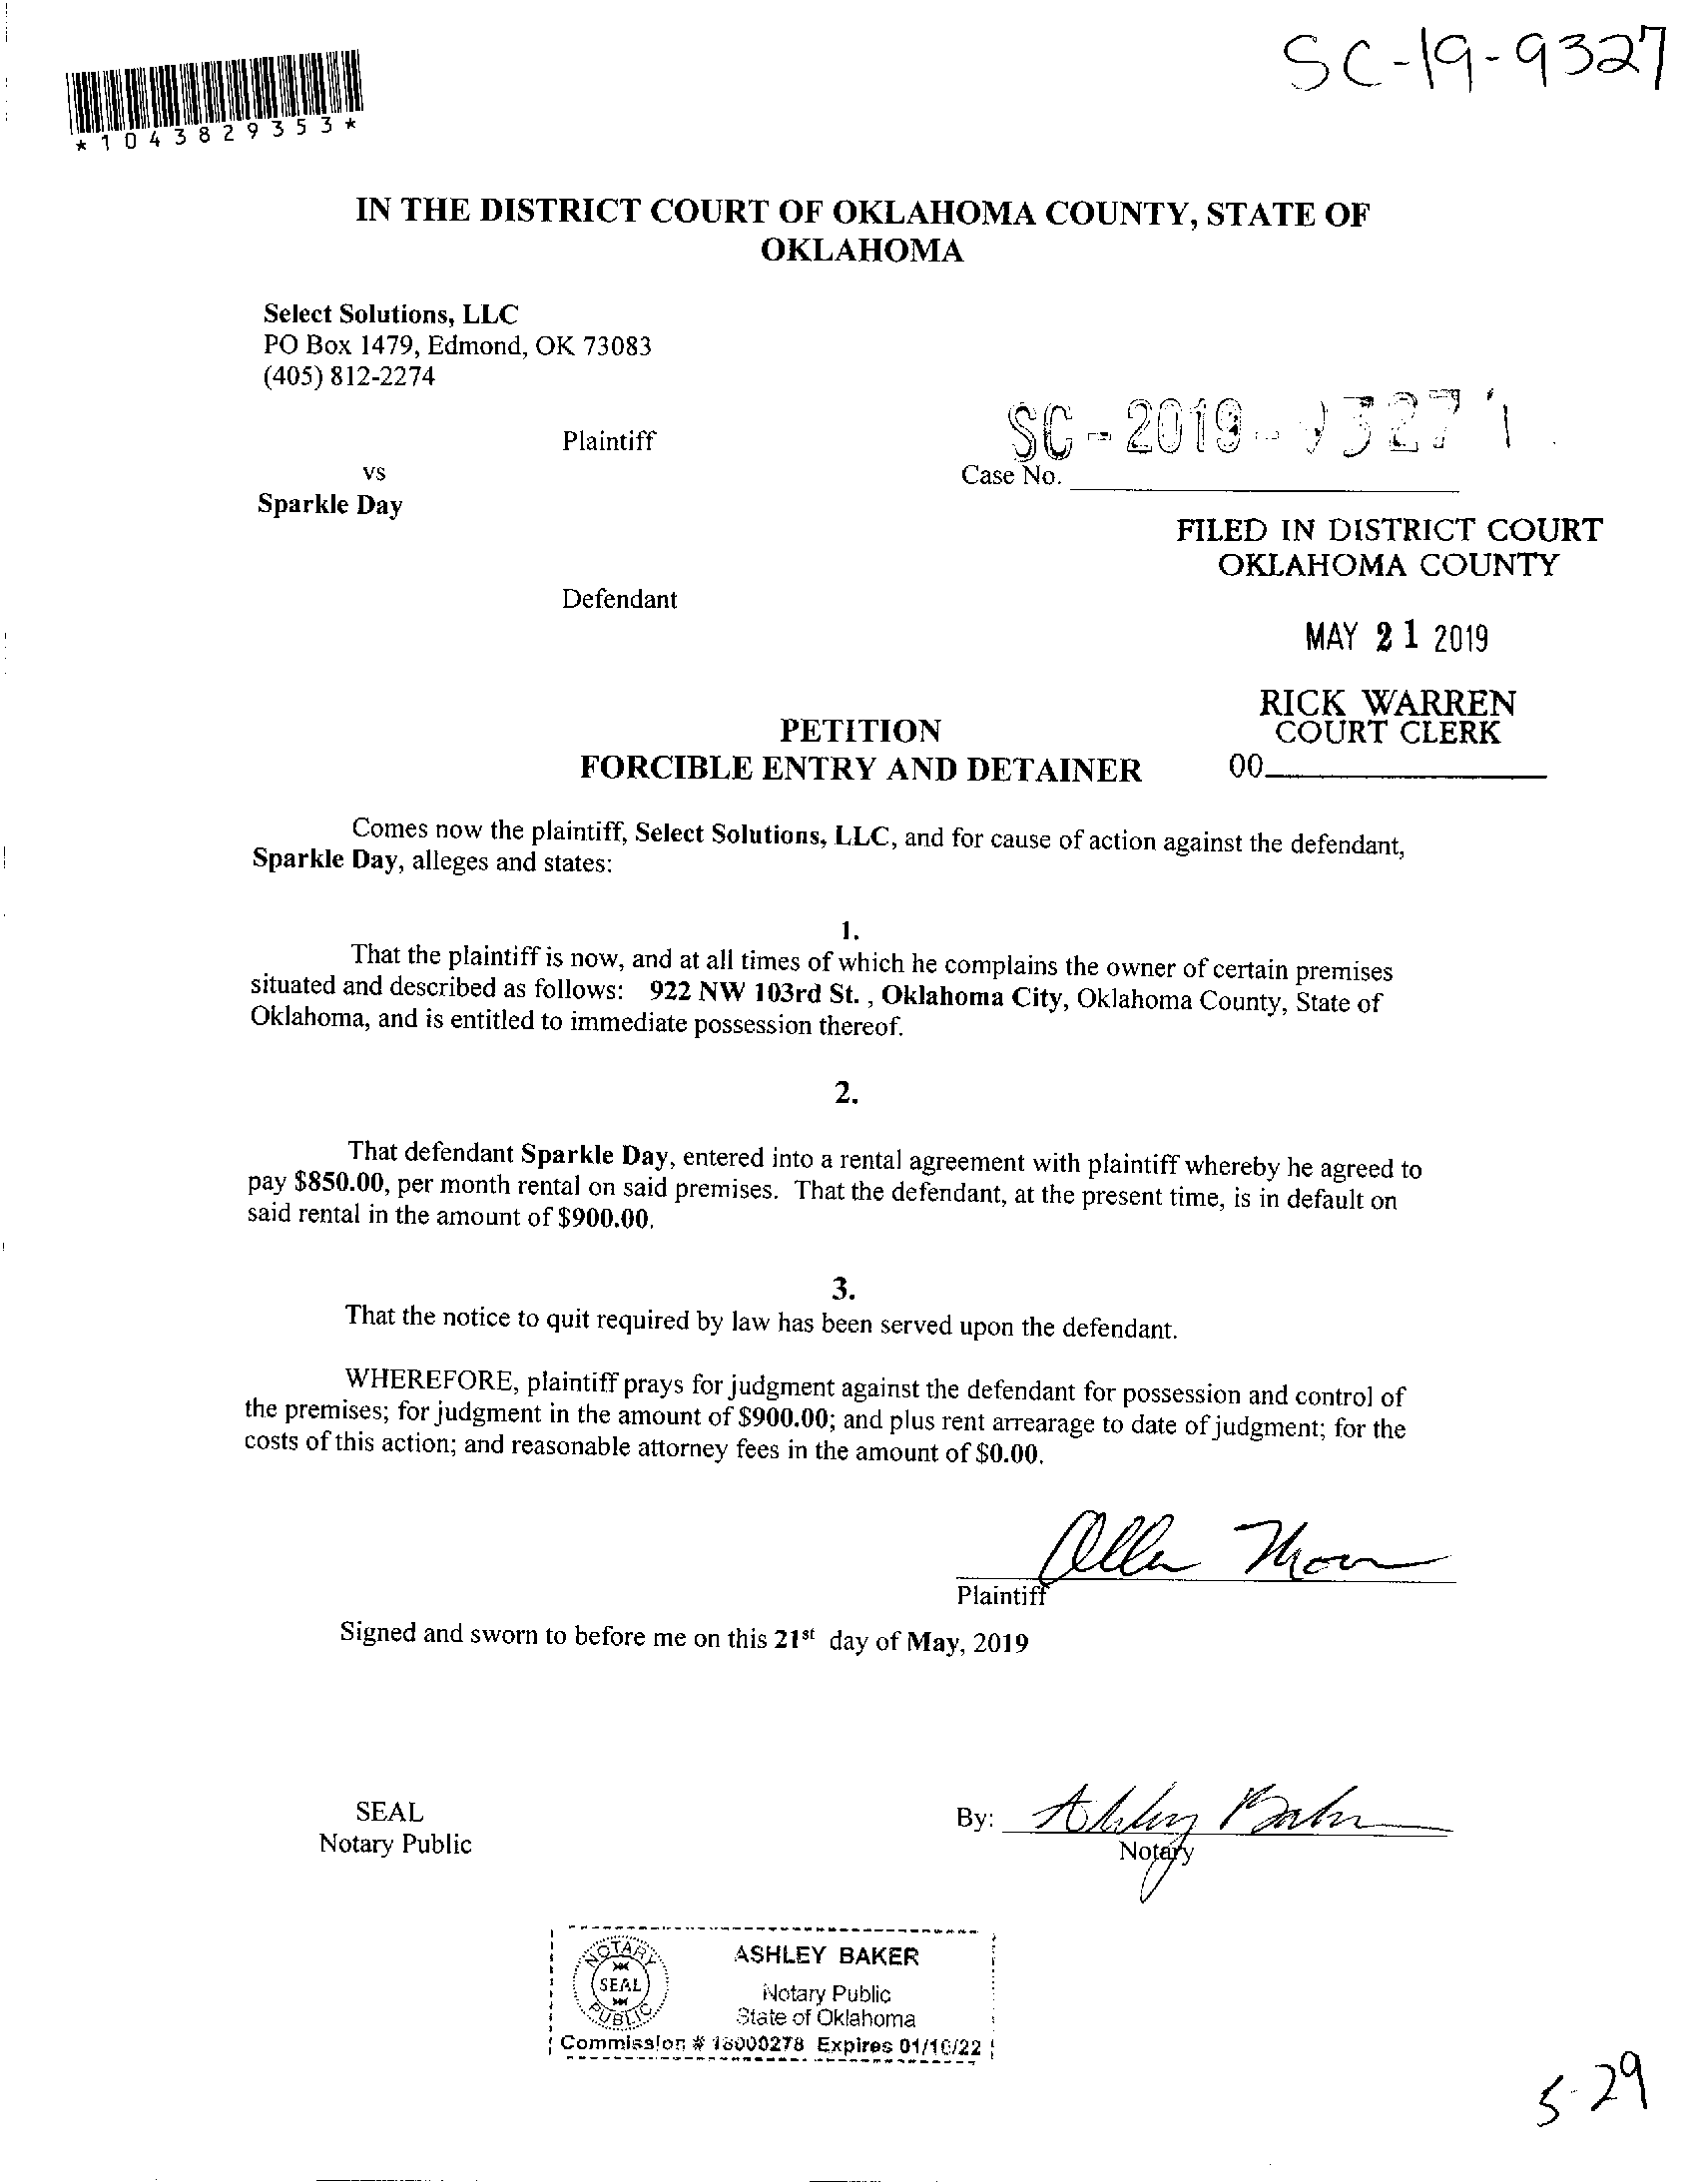 SC-19-9327
*1043829353*
IN THE DISTRICT COURT OF OKLAHOMA COUNTY, STATE OF
OKLAHOMA
Select Solutions, LLC
PO Box 1479, Edmond, OK 73083
(405) 812-2274
Plaintiff
SC - 2019 - 9327
vs
Case No.
Sparkle Day
FILED IN DISTRICT COURT
OKLAHOMA COUNTY
Defendant
MAY 21 2019
RICK WARREN
COURT CLERK
00
PETITION
FORCIBLE ENTRY AND DETAINER
Comes now the plaintiff, Select Solutions, LLC, and for cause of action against the defendant,
Sparkle Day, alleges and states:
1.
That the plaintiff is now, and at all times of which he complains the owner of certain premises
situated and described as follows: 922 NW 103rd St. , Oklahoma City, Oklahoma County, State of
Oklahoma, and is entitled to immediate possession thereof.
2.
That defendant Sparkle Day, entered into a rental agreement with plaintiff whereby he agreed to
pay $850.00, per month rental on said premises. That the defendant, at the present time, is in default on
said rental in the amount of $900.00.
3.
That the notice to quit required by law has been served upon the defendant.
WHEREFORE, plaintiff prays for judgment against the defendant for possession and control of
the premises; for judgment in the amount of $900.00; and plus rent arrearage to date of judgment; for the
costs of this action; and reasonable attorney fees in the amount of $0.00.
Plaintiff
Signed and sworn to before me on this 21st day of May, 2019
SEAL
Notary Public
By: Ashley Baker
Notary
NOTARY
SEAL
PUBLIC
ASHLEY BAKER
Notary Public
State of Oklahoma
Commission # 18000278 Expires 01/10/22
5-29